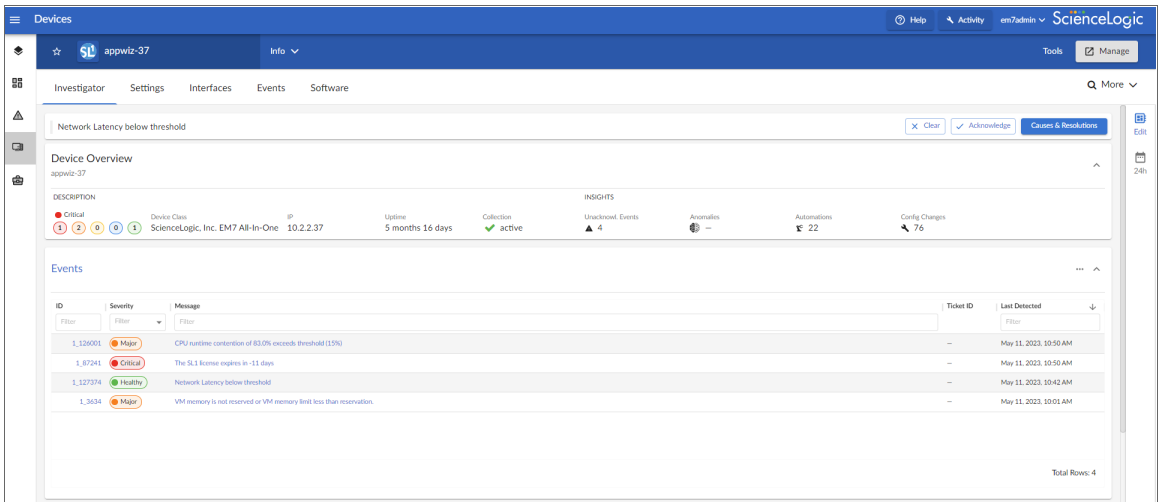 Devices
Help
Activity
em7admin
ScienceLogic
SL1
appwiz-37
Info
Tools
Manage
Investigator
Settings
Interfaces
Events
Software
More
Network Latency below threshold
Clear
Acknowledge
Causes & Resolutions
Edit
24h
Device Overview
appwiz-37
DESCRIPTION
INSIGHTS
Critical
1 2 0 0 1
Device Class
ScienceLogic, Inc. EM7 All-In-One
IP
10.2.2.37
Uptime
5 months 16 days
Collection
active
Unacknowl. Events
4
Anomalies
—
Automations
22
Config Changes
76
Events
ID Severity Message Ticket ID Last Detected
Filter Filter Filter Filter
1_126001 Major CPU runtime contention of 83.0% exceeds threshold (15%) — May 11, 2023, 10:50 AM
1_87241 Critical The SL1 license expires in -11 days — May 11, 2023, 10:50 AM
1_127374 Healthy Network Latency below threshold — May 11, 2023, 10:42 AM
1_3634 Major VM memory is not reserved or VM memory limit less than reservation. — May 11, 2023, 10:01 AM
Total Rows: 4